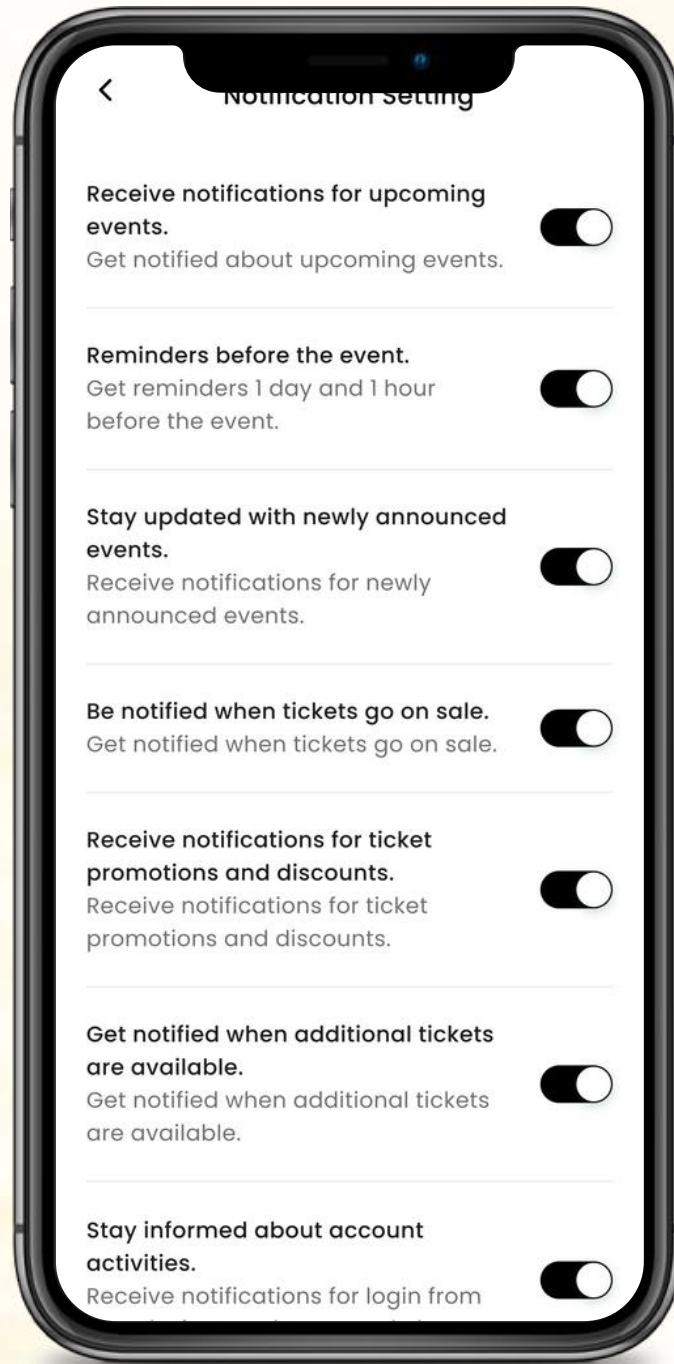 Notification Setting
Receive notifications for upcoming
events.
Get notified about upcoming events.
Reminders before the event.
Get reminders 1 day and 1 hour
before the event.
Stay updated with newly announced
events.
Receive notifications for newly
announced events.
Be notified when tickets go on sale.
Get notified when tickets go on sale.
Receive notifications for ticket
promotions and discounts.
Receive notifications for ticket
promotions and discounts.
Get notified when additional tickets
are available.
Get notified when additional tickets
are available.
Stay informed about account
activities.
Receive notifications for login from